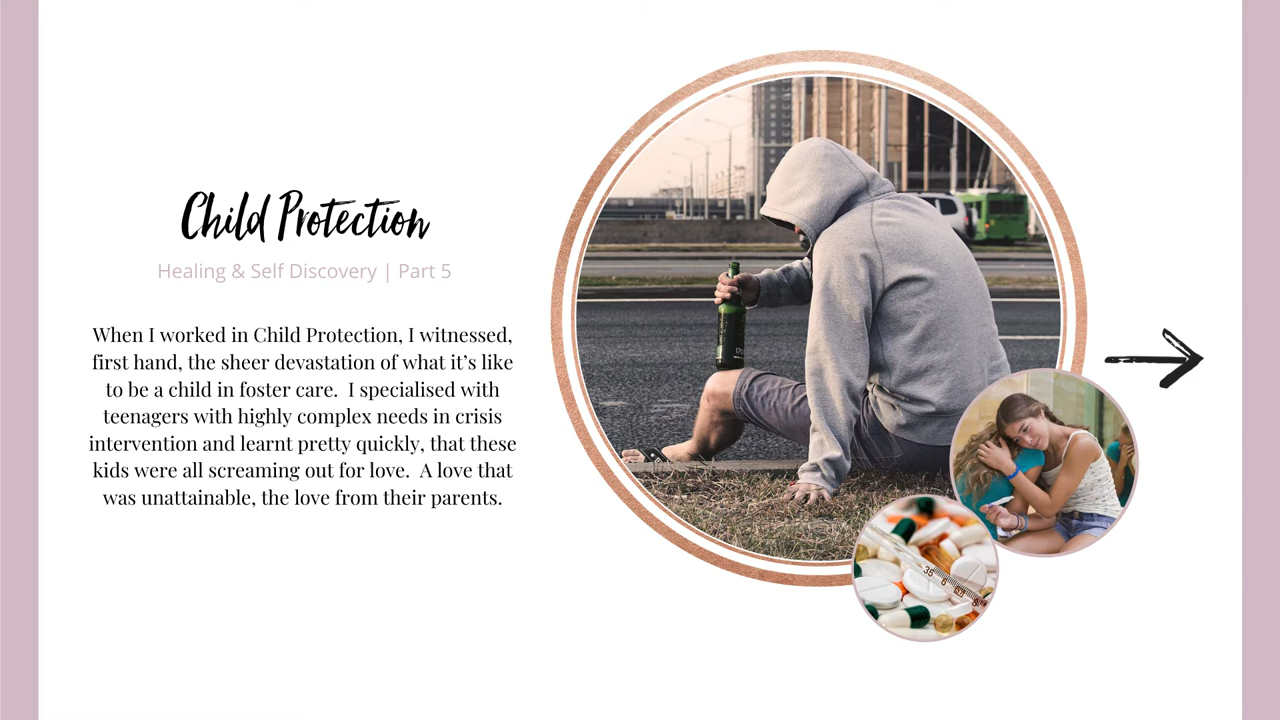 Child Protection
Healing & Self Discovery | Part 5
When I worked in Child Protection, I witnessed,
first hand, the sheer devastation of what it’s like
to be a child in foster care.  I specialised with
teenagers with highly complex needs in crisis
intervention and learnt pretty quickly, that these
kids were all screaming out for love.  A love that
was unattainable, the love from their parents.
35